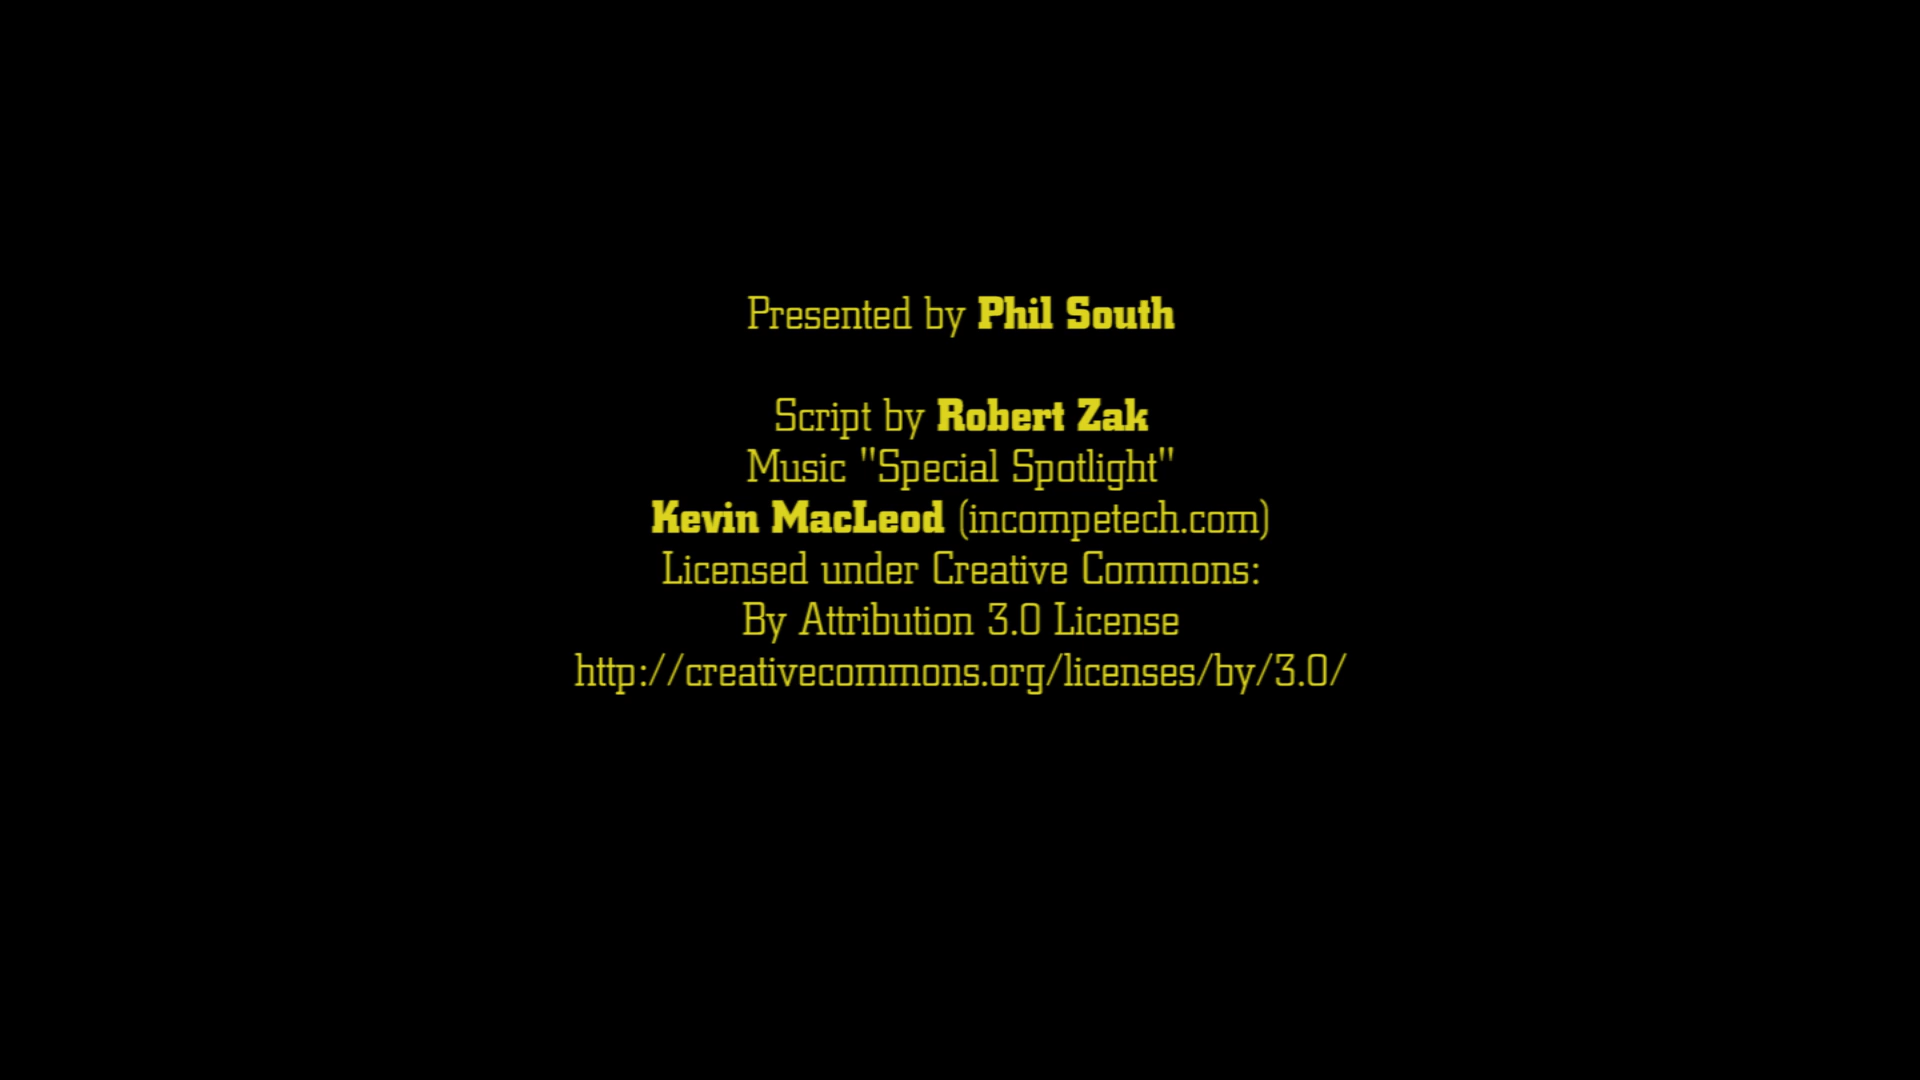 Presented by Phil South
Script by Robert Zak
Music "Special Spotlight"
Kevin MacLeod (incompetech.com)
Licensed under Creative Commons:
By Attribution 3.0 License
http://creativecommons.org/licenses/by/3.0/